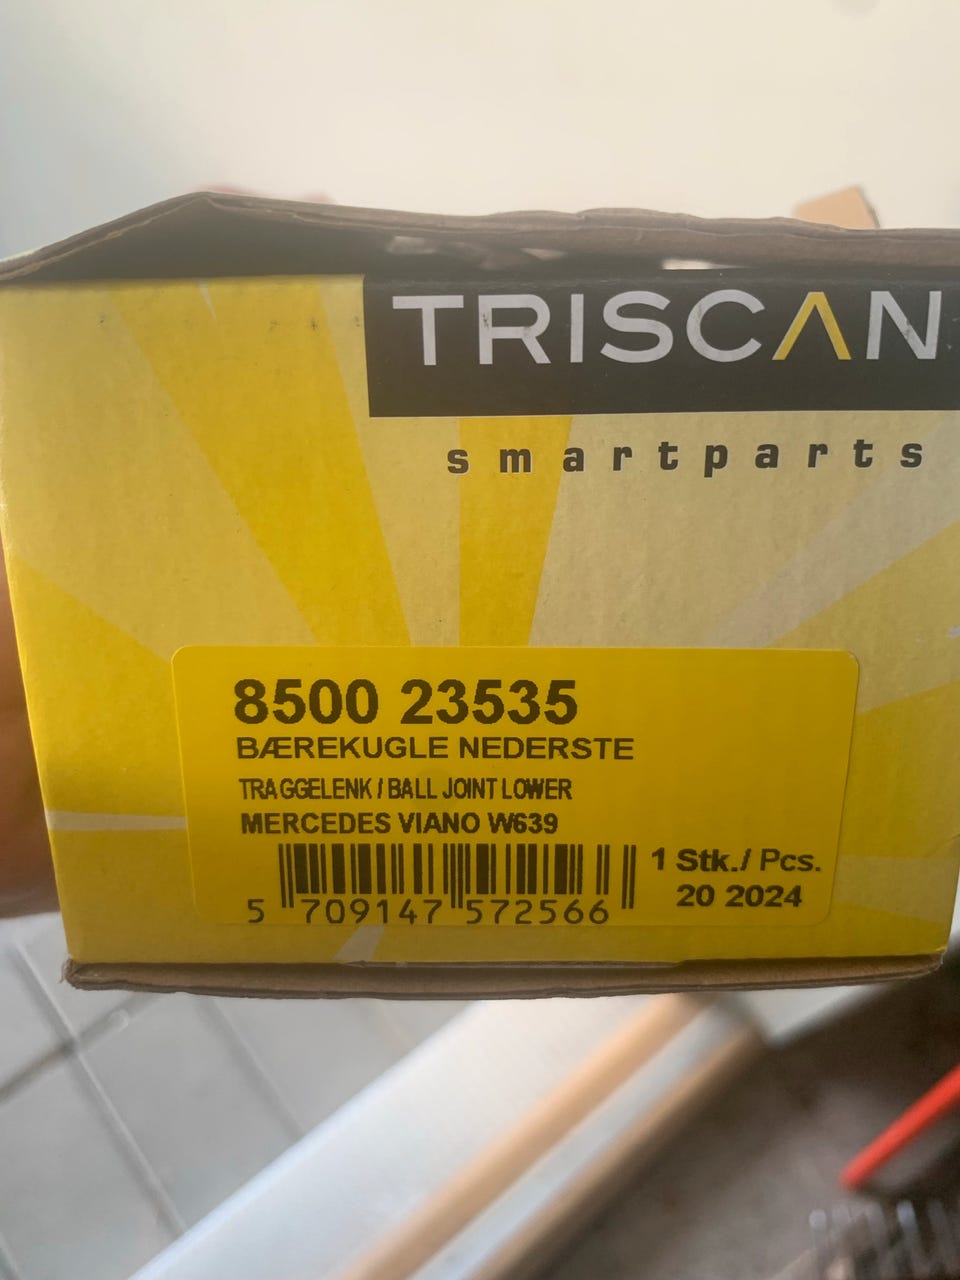 TRISCAN
smartparts
8500 23535
BÆREKUGLE NEDERSTE
TRAGGELENK / BALL JOINT LOWER
MERCEDES VIANO W639
1 Stk./ Pcs.
20 2024
5 709147 572566